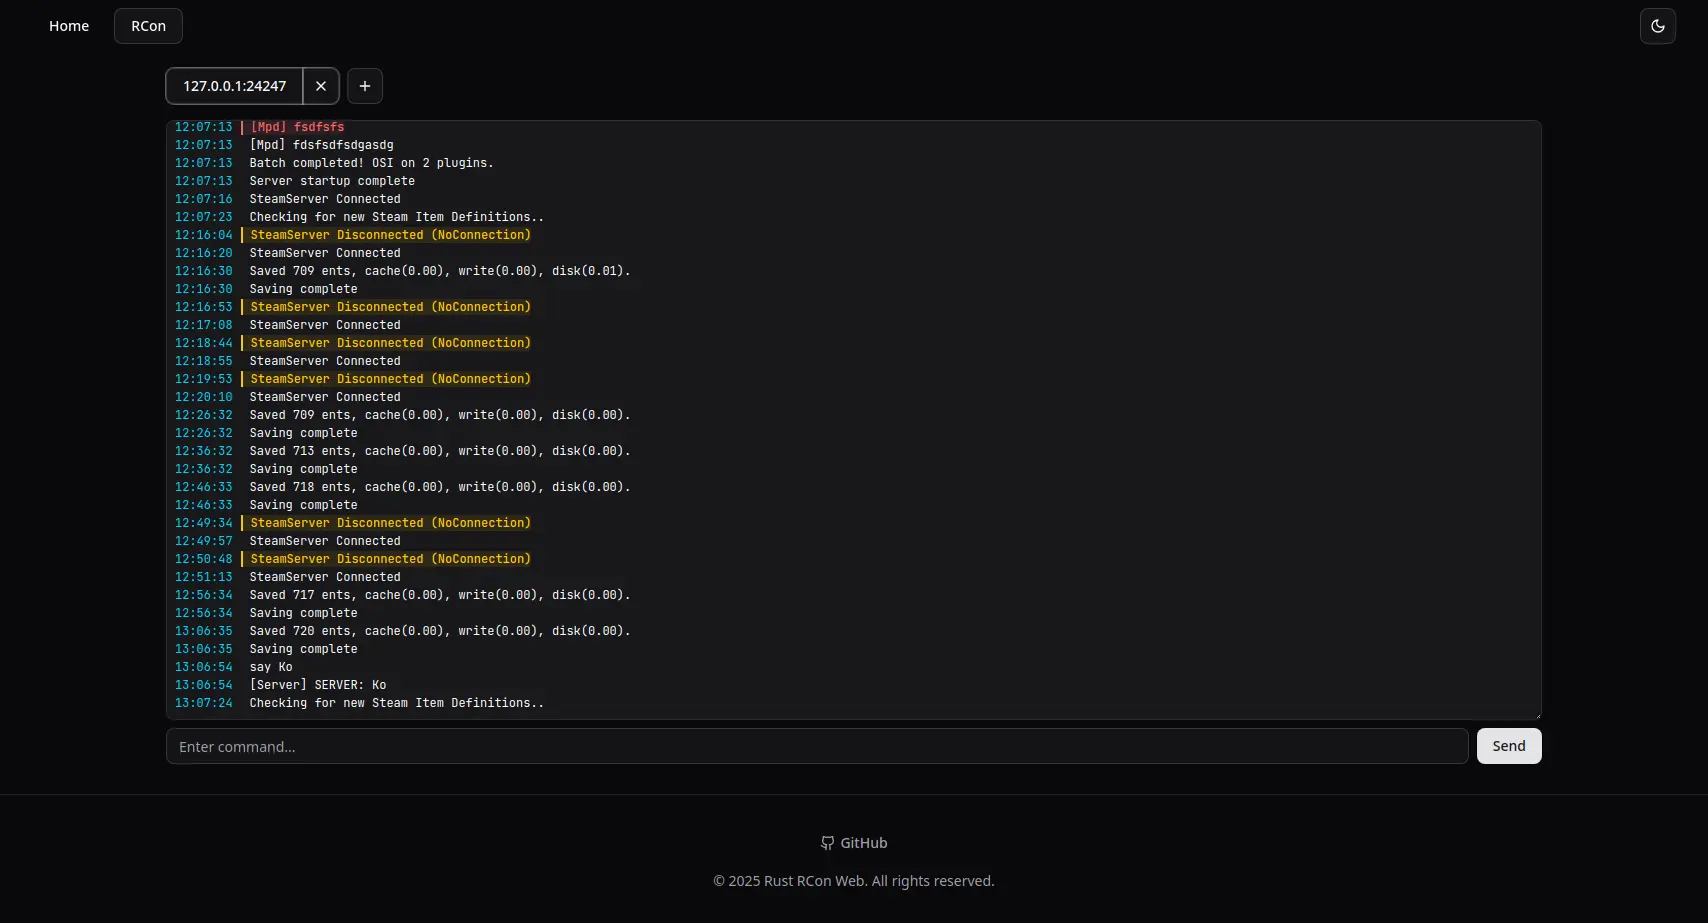 Home RCon
127.0.0.1:24247
12:07:13 [Mpd] fsdfsfs
12:07:13 [Mpd] fdsfsdfsdgasdg
12:07:13 Batch completed! OSI on 2 plugins.
12:07:13 Server startup complete
12:07:16 SteamServer Connected
12:07:23 Checking for new Steam Item Definitions..
12:16:04 SteamServer Disconnected (NoConnection)
12:16:20 SteamServer Connected
12:16:30 Saved 709 ents, cache(0.00), write(0.00), disk(0.01).
12:16:30 Saving complete
12:16:53 SteamServer Disconnected (NoConnection)
12:17:08 SteamServer Connected
12:18:44 SteamServer Disconnected (NoConnection)
12:18:55 SteamServer Connected
12:19:53 SteamServer Disconnected (NoConnection)
12:20:10 SteamServer Connected
12:26:32 Saved 709 ents, cache(0.00), write(0.00), disk(0.00).
12:26:32 Saving complete
12:36:32 Saved 713 ents, cache(0.00), write(0.00), disk(0.00).
12:36:32 Saving complete
12:46:33 Saved 718 ents, cache(0.00), write(0.00), disk(0.00).
12:46:33 Saving complete
12:49:34 SteamServer Disconnected (NoConnection)
12:49:57 SteamServer Connected
12:50:48 SteamServer Disconnected (NoConnection)
12:51:13 SteamServer Connected
12:56:34 Saved 717 ents, cache(0.00), write(0.00), disk(0.00).
12:56:34 Saving complete
13:06:35 Saved 720 ents, cache(0.00), write(0.00), disk(0.00).
13:06:35 Saving complete
13:06:54 say Ko
13:06:54 [Server] SERVER: Ko
13:07:24 Checking for new Steam Item Definitions..
Enter command... Send
GitHub
© 2025 Rust RCon Web. All rights reserved.